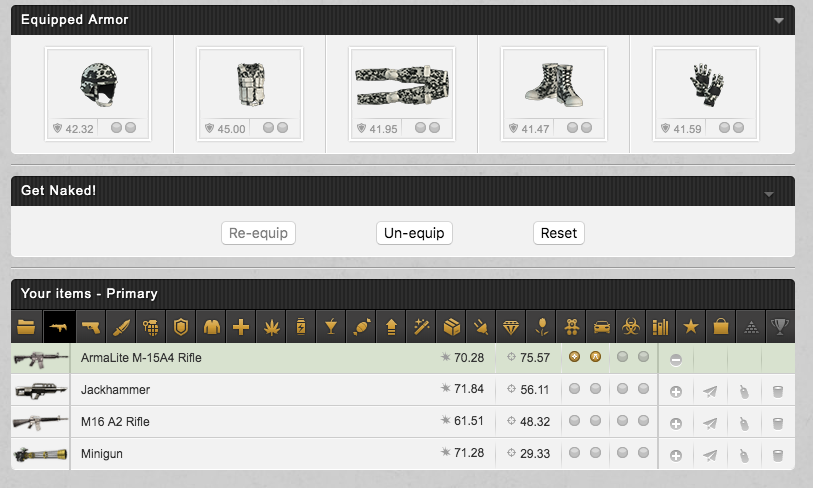 Equipped Armor
42.32 45.00 41.95 41.47 41.59
Get Naked!
Re-equip Un-equip Reset
Your items - Primary
ArmaLite M-15A4 Rifle 70.28 75.57
Jackhammer 71.84 56.11
M16 A2 Rifle 61.51 48.32
Minigun 71.28 29.33